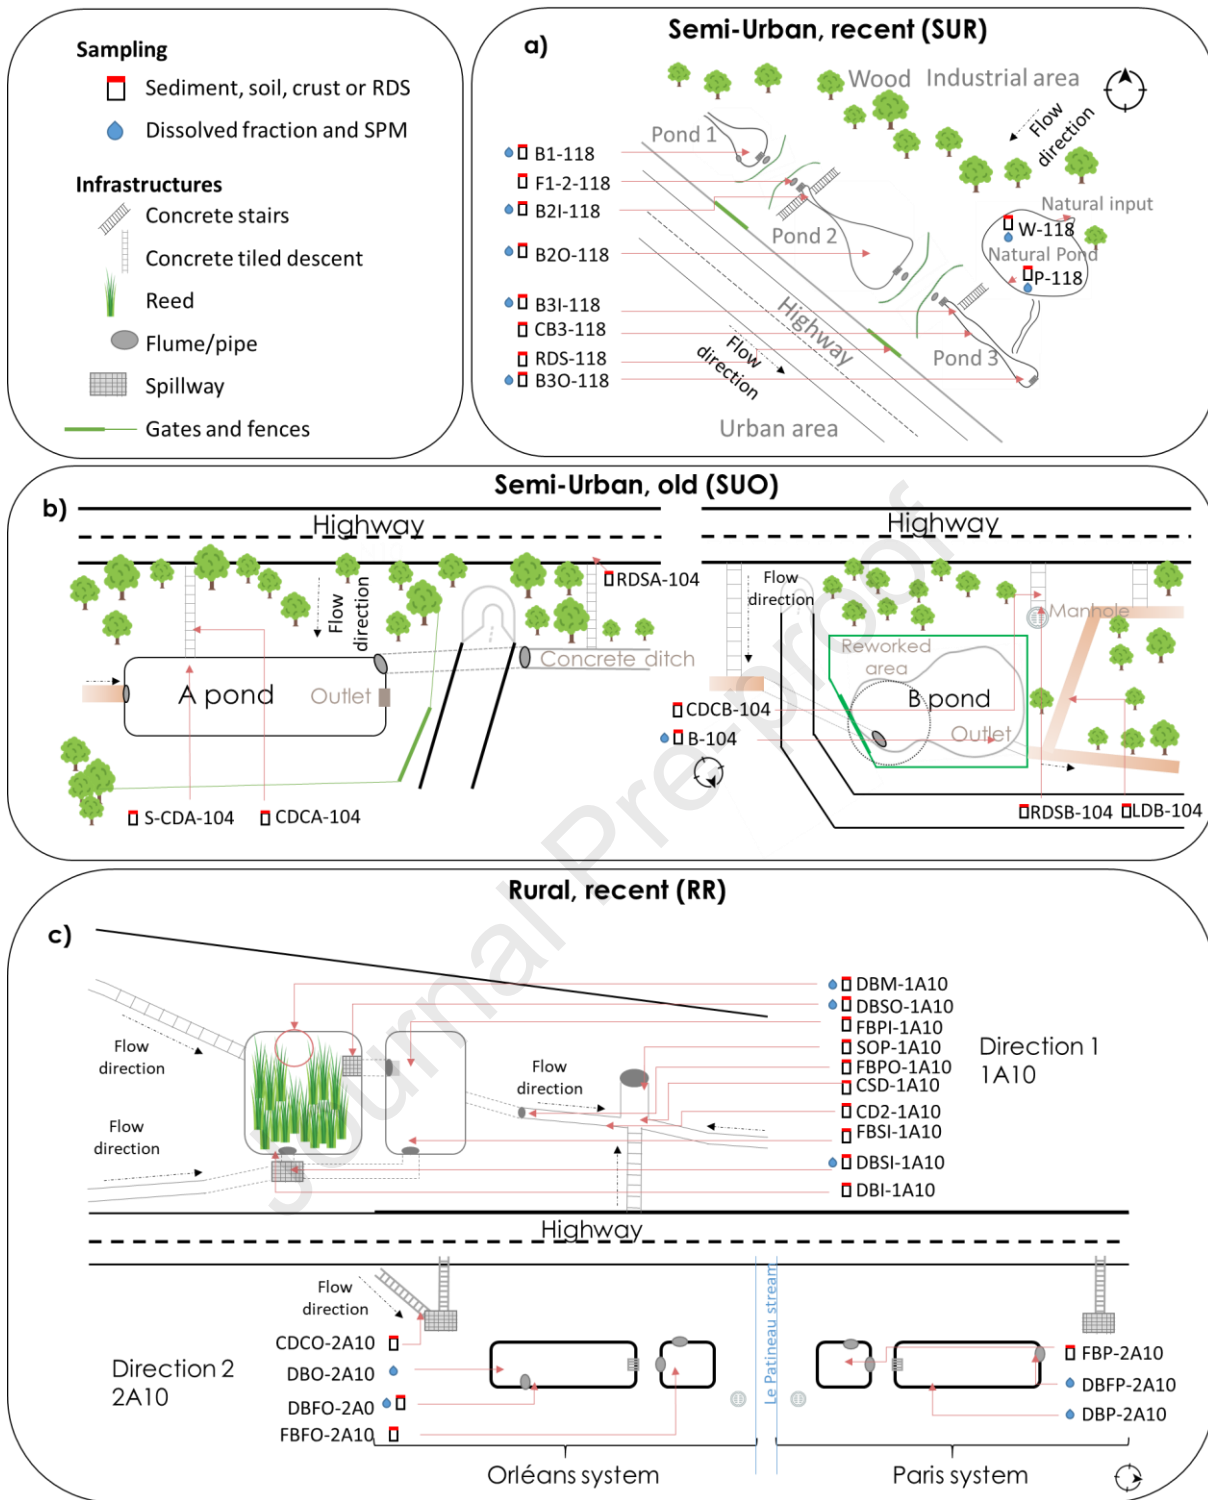 Sampling
Sediment, soil, crust or RDS
Dissolved fraction and SPM
Infrastructures
Concrete stairs
Concrete tiled descent
Reed
Flume/pipe
Spillway
Gates and fences
Semi-Urban, recent (SUR)
a)
Wood
Industrial area
Flow
direction
Pond 1
B1-118
F1-2-118
B2I-118
B2O-118
B3I-118
CB3-118
RDS-118
B3O-118
Pond 2
Natural input
W-118
Natural Pond
P-118
Highway
Pond 3
Flow
direction
Urban area
Semi-Urban, old (SUO)
b)
Highway
RDSA-104
Flow
direction
Concrete ditch
A pond
Outlet
S-CDA-104
CDCA-104
Highway
Flow
direction
Manhole
Reworked
area
B pond
CDCB-104
B-104
Outlet
RDSB-104
LDB-104
Rural, recent (RR)
c)
DBM-1A10
DBSO-1A10
FBPI-1A10
SOP-1A10
FBPO-1A10
CSD-1A10
CD2-1A10
FBSI-1A10
DBSI-1A10
DBI-1A10
Direction 1
1A10
Flow
direction
Flow
direction
Flow
direction
Highway
Flow
direction
CDCO-2A10
DBO-2A10
DBFO-2A0
FBFO-2A10
Direction 2
2A10
Le Patineau stream
FBP-2A10
DBFP-2A10
DBP-2A10
Orléans system
Paris system
Journal Pre-proof